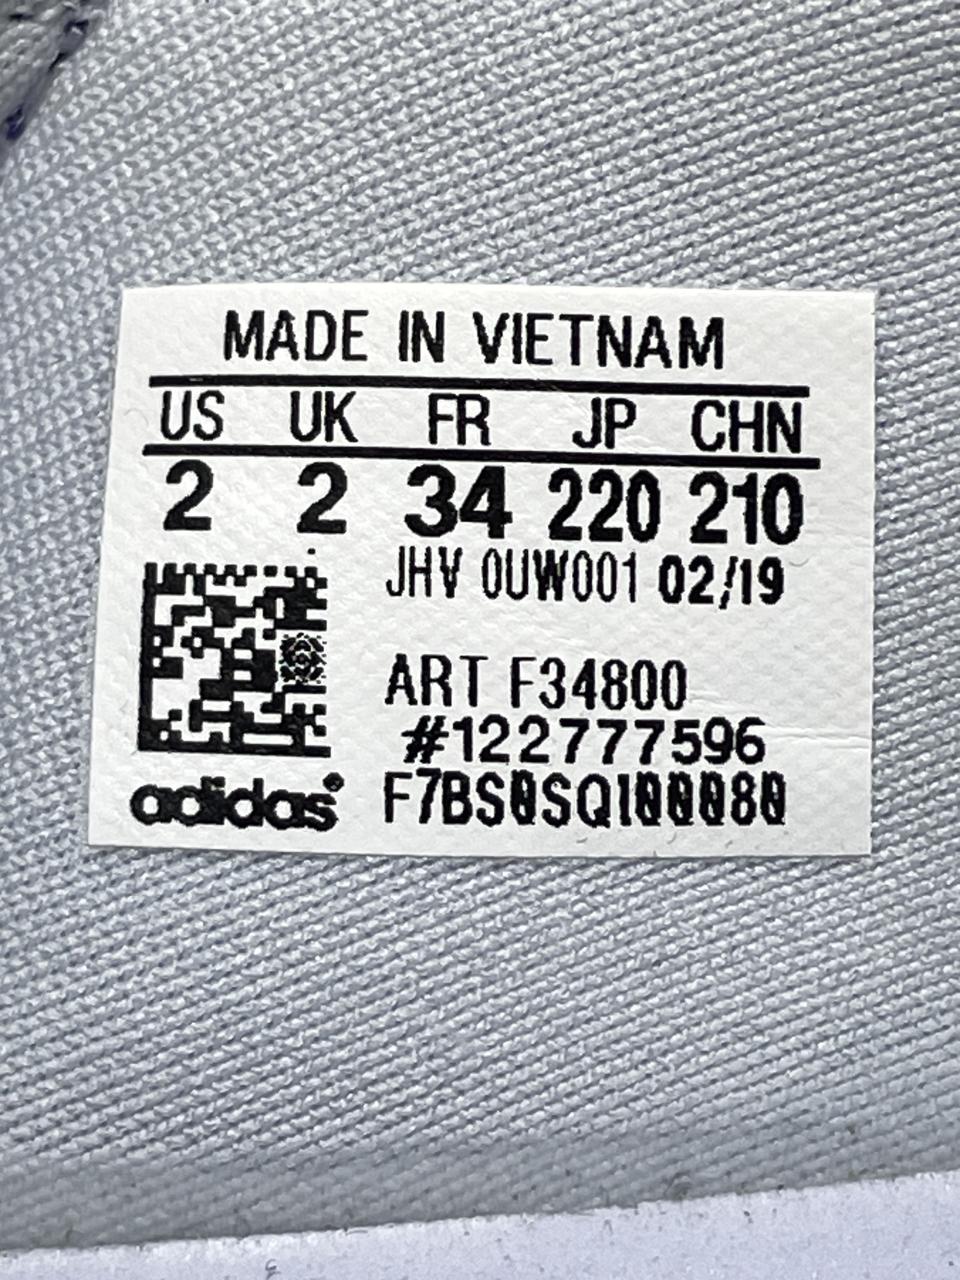 MADE IN VIETNAM
US UK FR JP CHN
2 2 34 220 210
JHV 0UW001 02/19
ART F34800
#122777596
adidas® F7BS0SQ100080